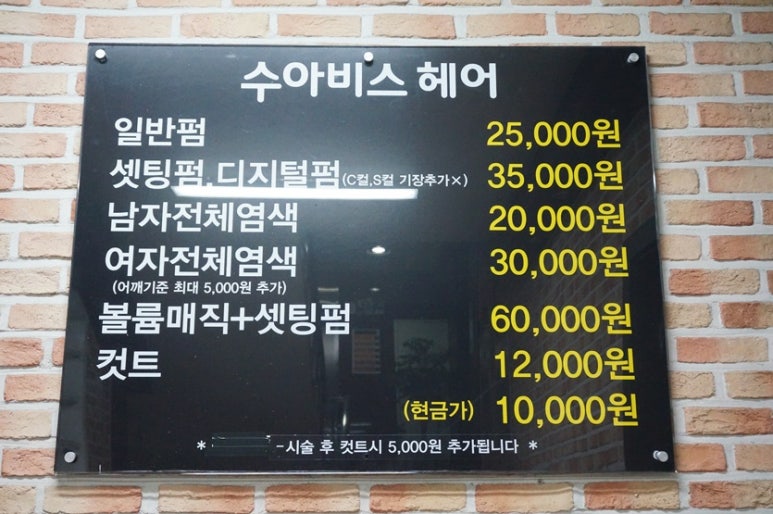 수아비스 헤어
일반펌 25,000원
셋팅펌.디지털펌(C컬,S컬 기장추가×) 35,000원
남자전체염색 20,000원
여자전체염색 30,000원
(어깨기준 최대 5,000원 추가)
볼륨매직+셋팅펌 60,000원
컷트 12,000원
(현금가) 10,000원
* -시술 후 컷트시 5,000원 추가됩니다 *